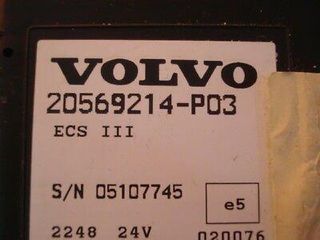 VOLVO
20569214-P03
ECS III
S/N 05107745
e5
2248 24V
020076